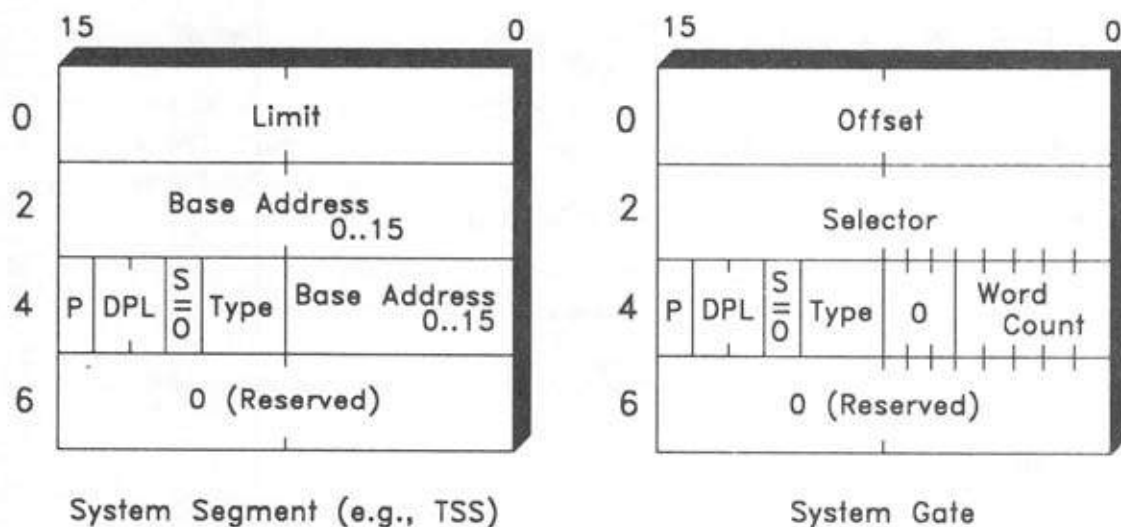 15 0
0 Limit
2 Base Address
0..15
4 P DPL S=0 Type Base Address
0..15
6 0 (Reserved)
System Segment (e.g., TSS)
15 0
0 Offset
2 Selector
4 P DPL S=0 Type 0 Word
Count
6 0 (Reserved)
System Gate